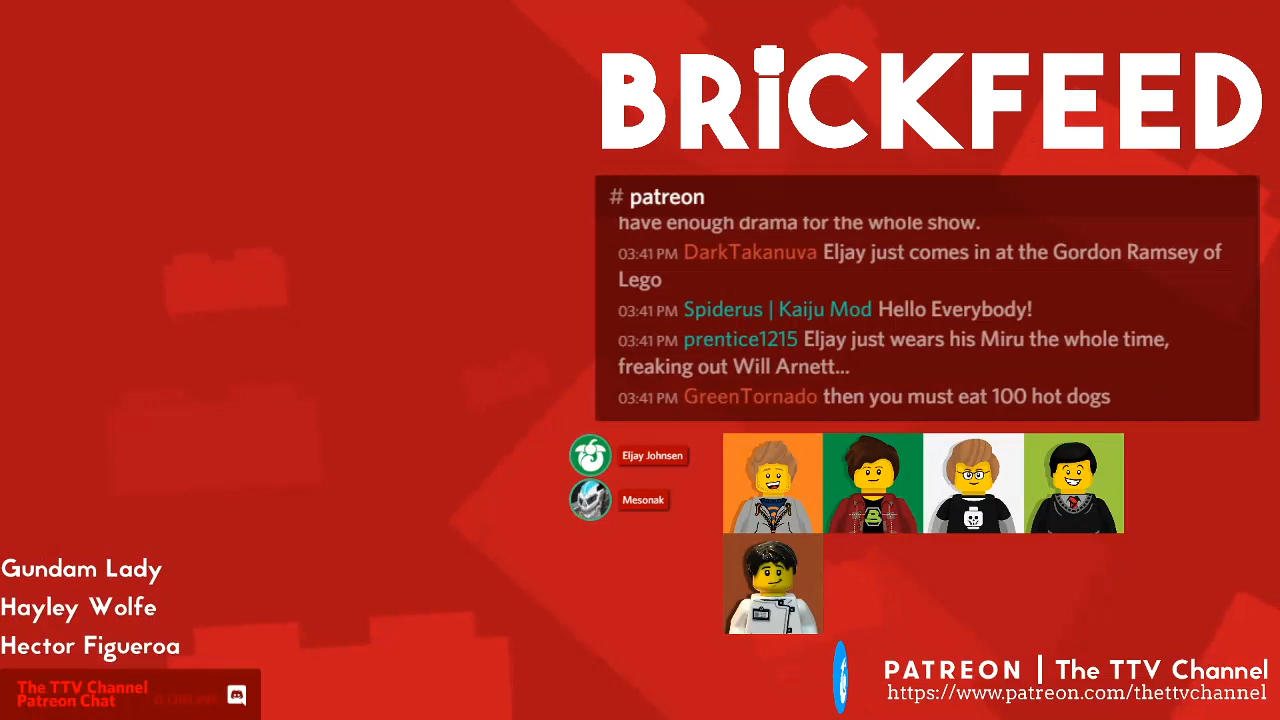 BRICKFEED
# patreon
have enough drama for the whole show.
03:41 PM DarkTakanuva Eljay just comes in at the Gordon Ramsey of
Lego
03:41 PM Spiderus | Kaiju Mod Hello Everybody!
03:41 PM prentice1215 Eljay just wears his Miru the whole time,
freaking out Will Arnett...
03:41 PM GreenTornado then you must eat 100 hot dogs
Eljay Johnsen
Mesonak
Gundam Lady
Hayley Wolfe
Hector Figueroa
The TTV Channel
Patreon Chat
PATREON | The TTV Channel
https://www.patreon.com/thettvchannel